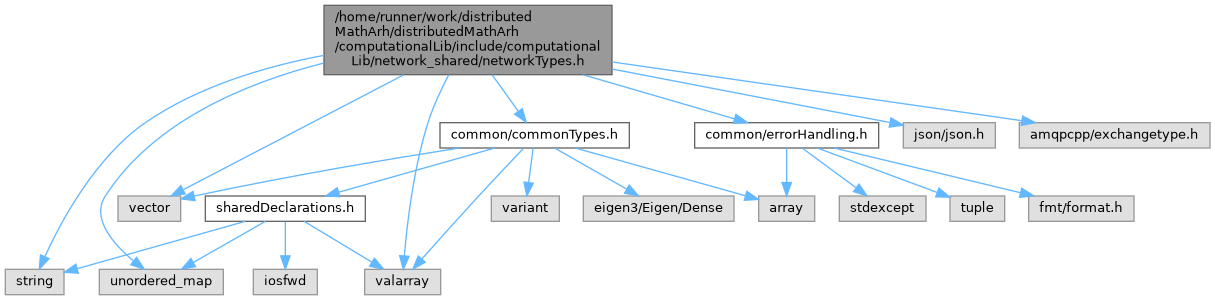 /home/runner/work/distributed
MathArh/distributedMathArh
/computationalLib/include/computational
Lib/network_shared/networkTypes.h
common/commonTypes.h
common/errorHandling.h
json/json.h
amqpcpp/exchangetype.h
vector
sharedDeclarations.h
variant
eigen3/Eigen/Dense
array
stdexcept
tuple
fmt/format.h
string
unordered_map
iosfwd
valarray